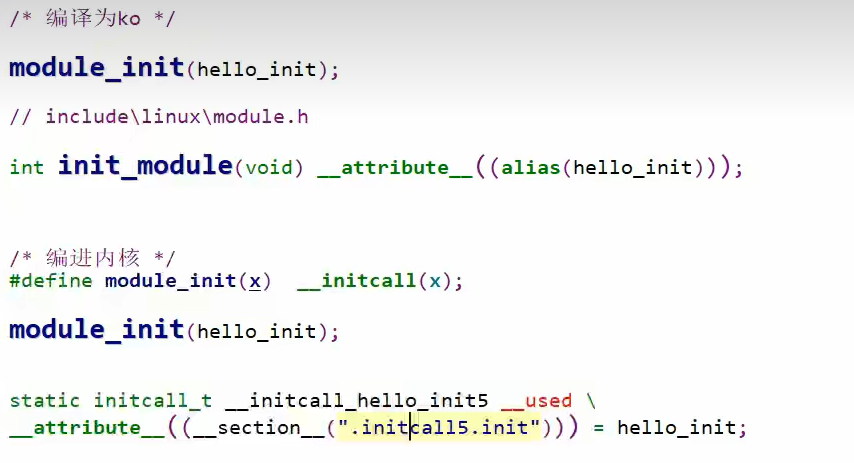 /* 编译为ko */
module_init(hello_init);
// include\linux\module.h
int init_module(void) __attribute__((alias(hello_init)));
/* 编进内核 */
#define module_init(x)  __initcall(x);
module_init(hello_init);
static initcall_t __initcall_hello_init5 __used \
__attribute__((__section__(".initcall5.init"))) = hello_init;